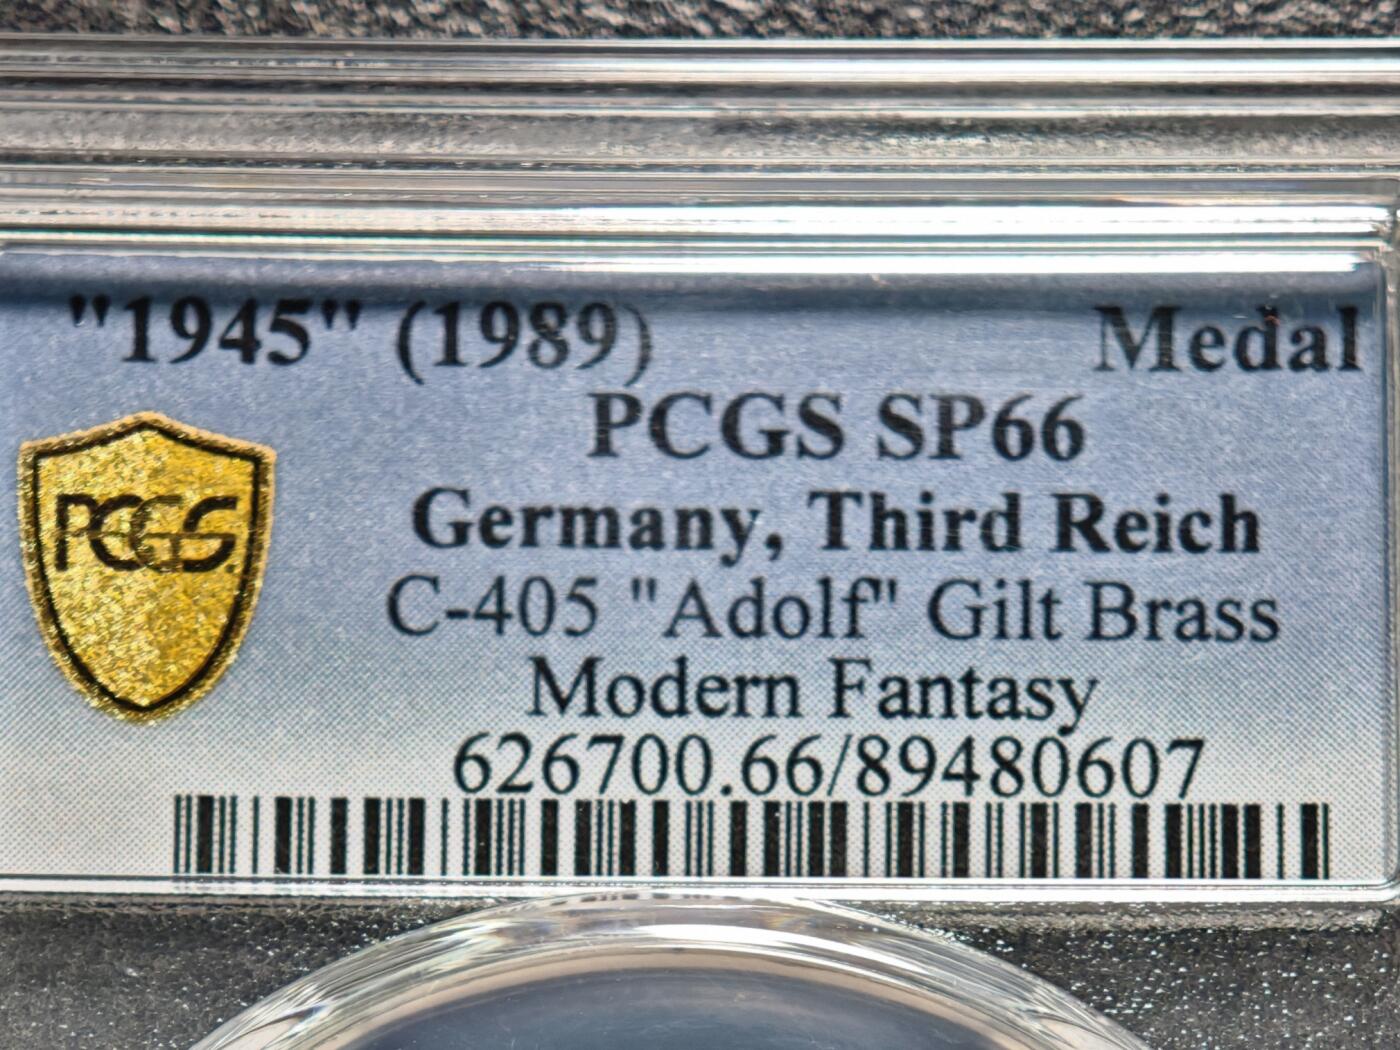 "1945" (1989) Medal
PCGS SP66
Germany, Third Reich
PCGS
C-405 "Adolf" Gilt Brass
Modern Fantasy
626700.66/89480607